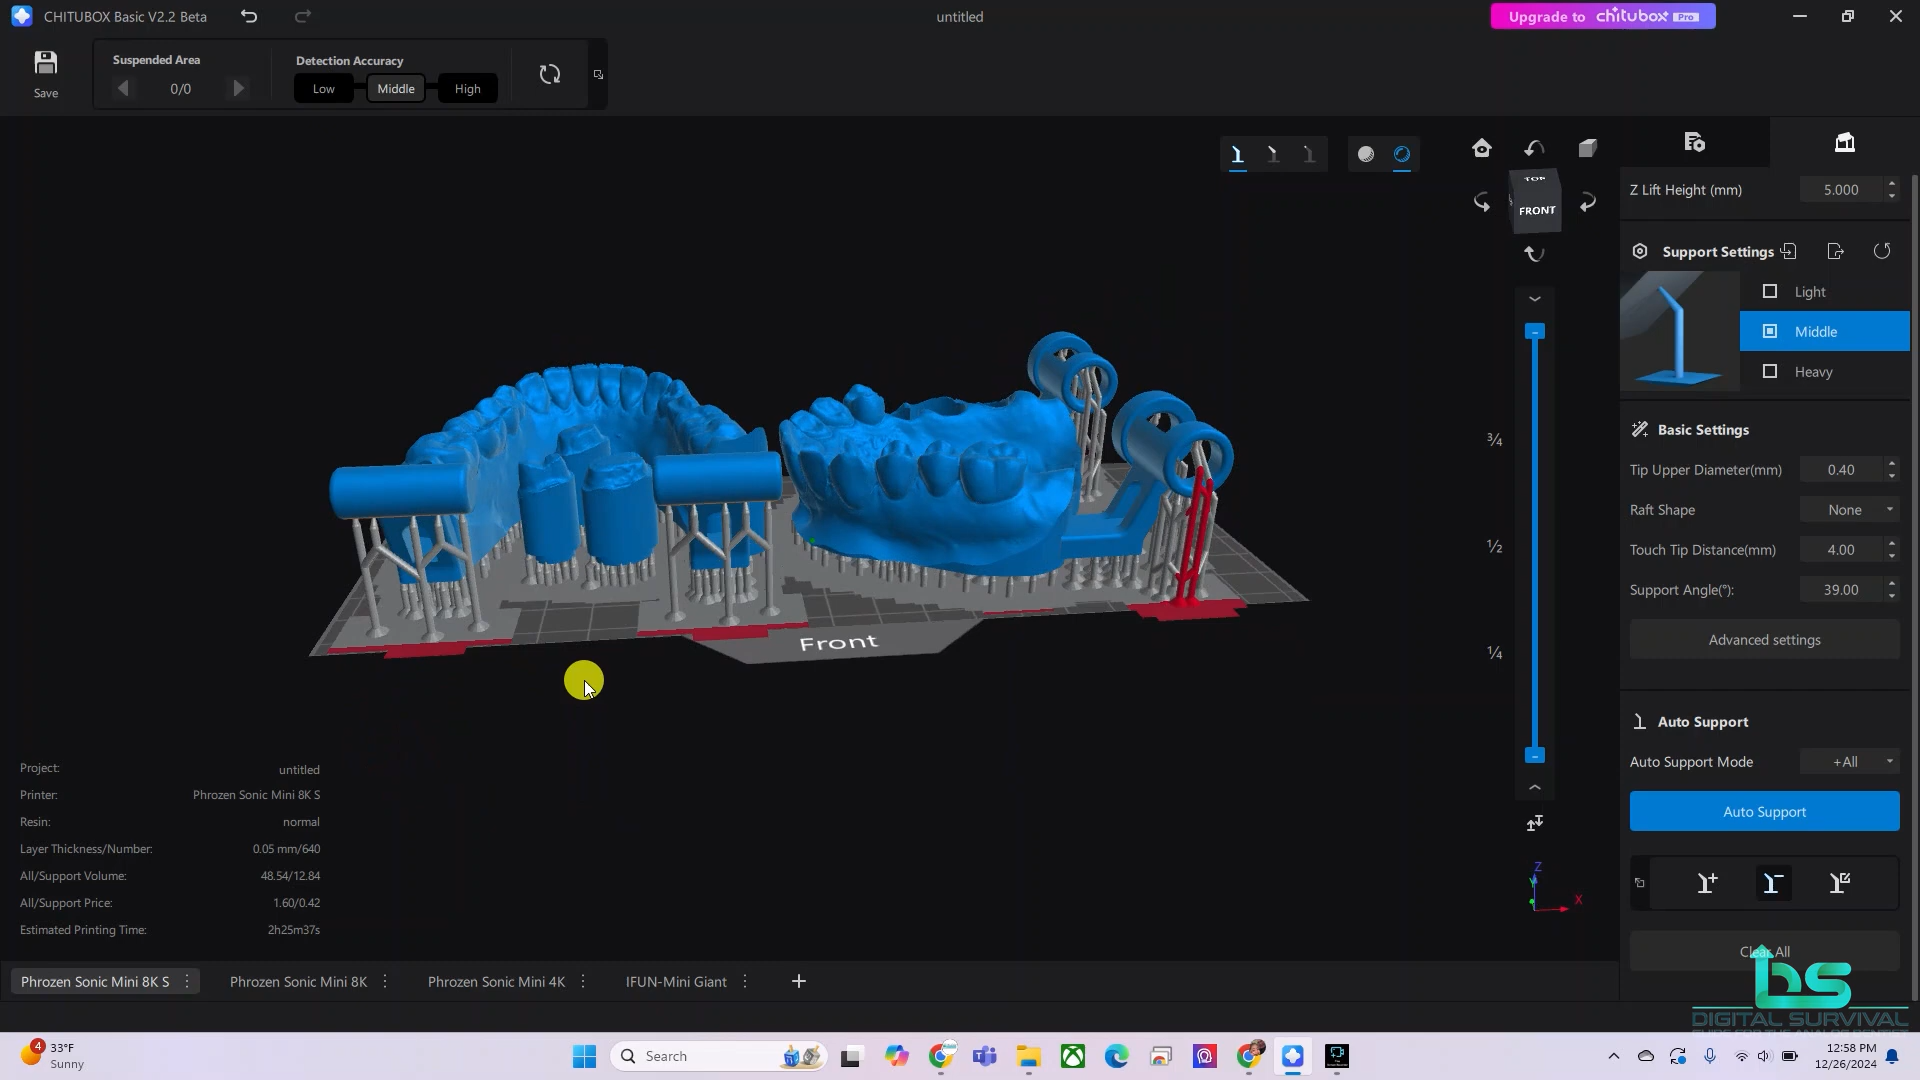 CHITUBOX Basic V2.2 Beta
untitled
Upgrade to chitubox Pro
Save
Suspended Area
0/0
Detection Accuracy
Low
Middle
High
TOP
FRONT
Z Lift Height (mm)
5.000
Support Settings
Light
Middle
Heavy
Basic Settings
Tip Upper Diameter(mm)
0.40
Raft Shape
None
Touch Tip Distance(mm)
4.00
Support Angle(°):
39.00
Advanced settings
Auto Support
Auto Support Mode
+All
Auto Support
Clear All
3/4
1/2
1/4
Front
Z
Y
X
Project:
untitled
Printer:
Phrozen Sonic Mini 8K S
Resin:
normal
Layer Thickness/Number:
0.05 mm/640
All/Support Volume:
48.54/12.84
All/Support Price:
1.60/0.42
Estimated Printing Time:
2h25m37s
Phrozen Sonic Mini 8K S
Phrozen Sonic Mini 8K
Phrozen Sonic Mini 4K
IFUN-Mini Giant
DS
DIGITAL SURVIVAL
4
33°F
Sunny
Search
12:58 PM
12/26/2024